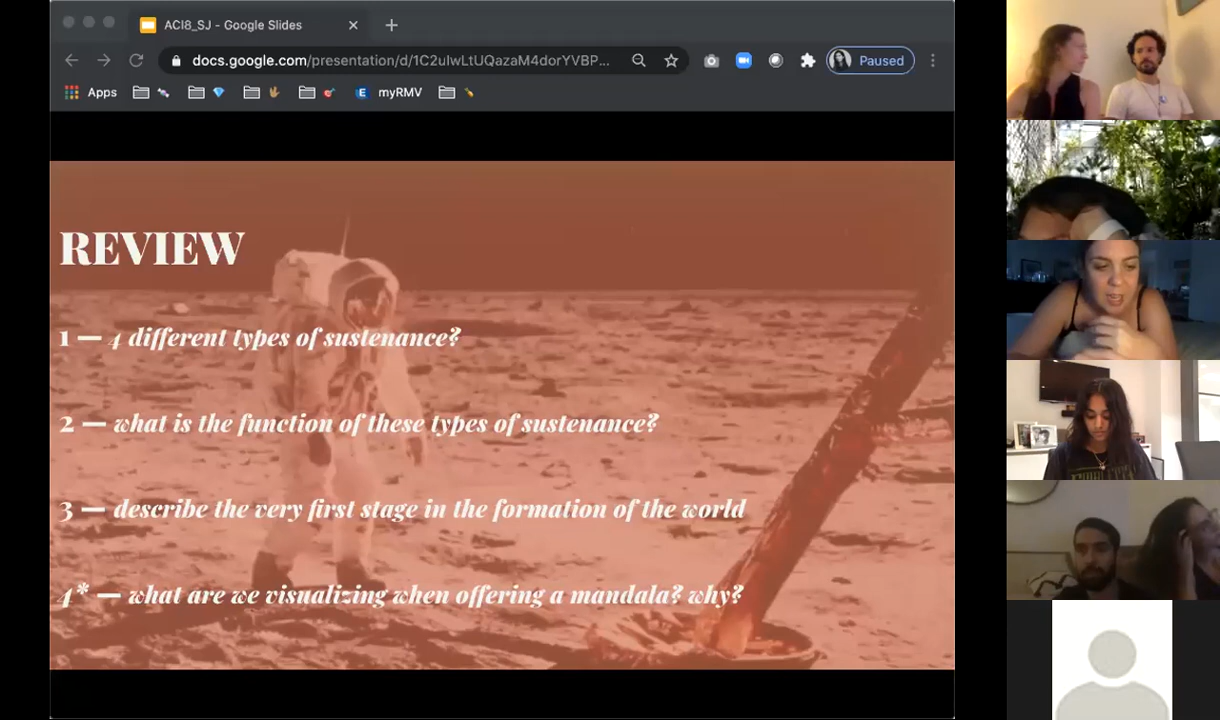 ACI8_SJ - Google Slides
docs.google.com/presentation/d/1C2ulwLtUQazaM4dorYVBP...
Paused
Apps
myRMV
REVIEW
1 — 4 different types of sustenance?
2 — what is the function of these types of sustenance?
3 — describe the very first stage in the formation of the world
4* — what are we visualizing when offering a mandala? why?